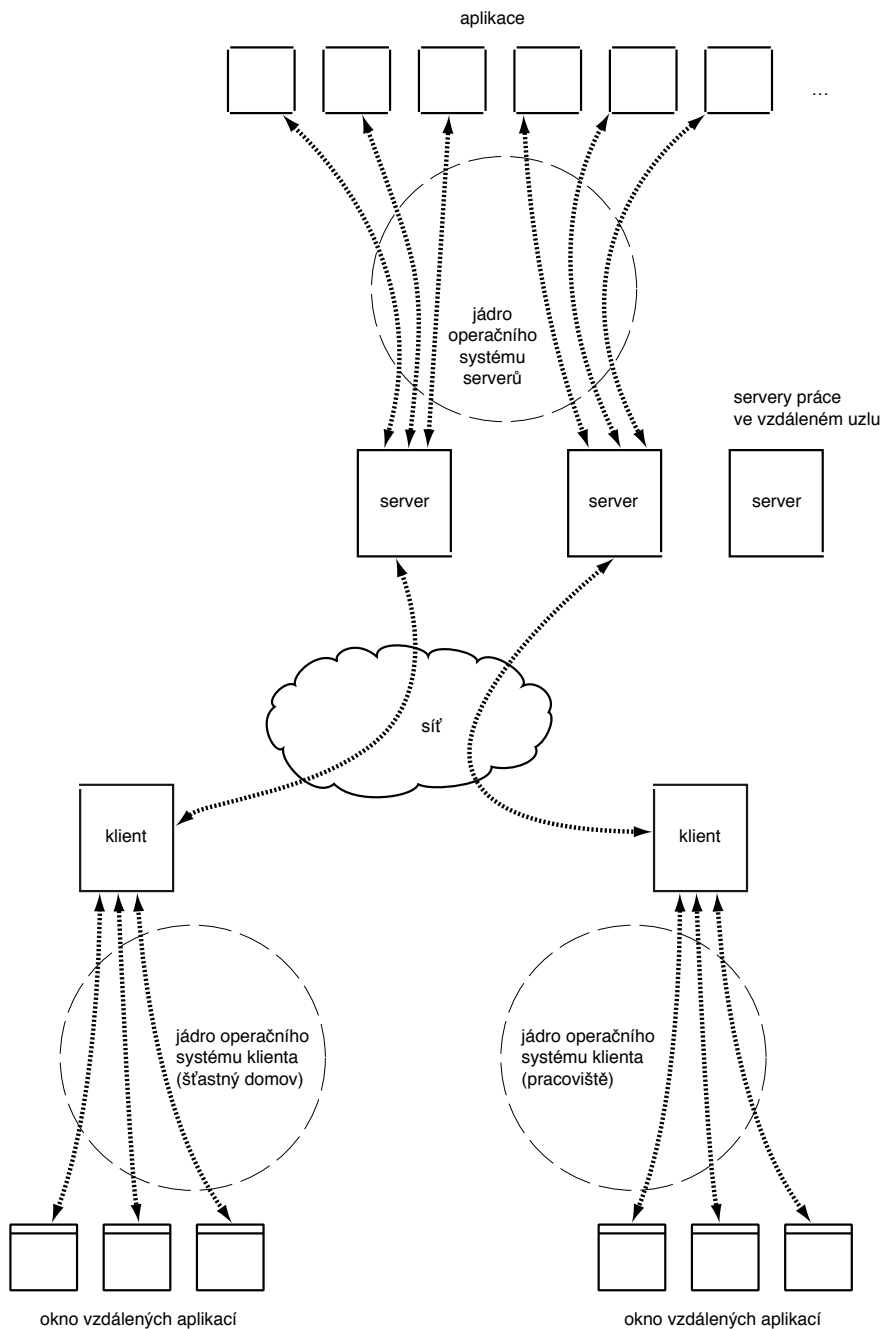 aplikace
...
jádro
operačního
systému
serverů
servery práce
ve vzdáleném uzlu
server
server
server
síť
klient
klient
jádro operačního
systému klienta
(šťastný domov)
jádro operačního
systému klienta
(pracoviště)
okno vzdálených aplikací
okno vzdálených aplikací